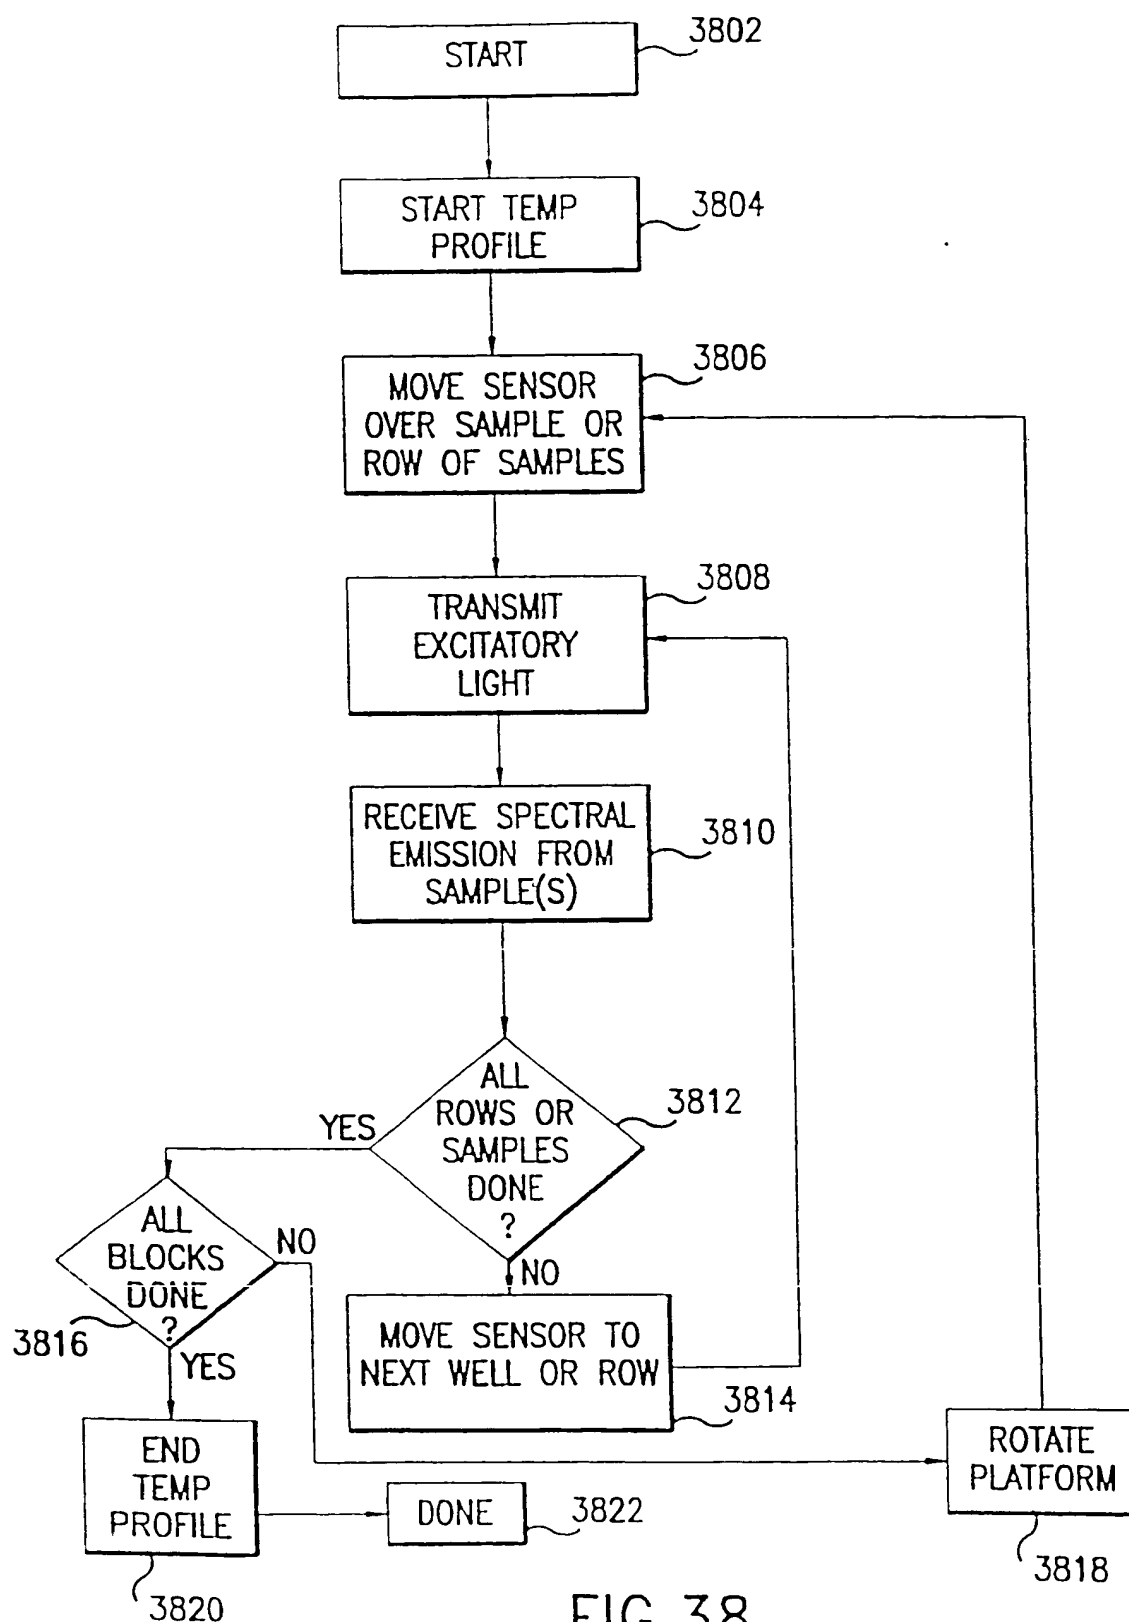 START
3802
START TEMP
PROFILE
3804
MOVE SENSOR
OVER SAMPLE OR
ROW OF SAMPLES
3806
TRANSMIT
EXCITATORY
LIGHT
3808
RECEIVE SPECTRAL
EMISSION FROM
SAMPLE(S)
3810
ALL
ROWS OR
SAMPLES
DONE
?
3812
YES
NO
ALL
BLOCKS
DONE
?
3816
NO
YES
MOVE SENSOR TO
NEXT WELL OR ROW
3814
ROTATE
PLATFORM
3818
END
TEMP
PROFILE
3820
DONE
3822
FIG. 38